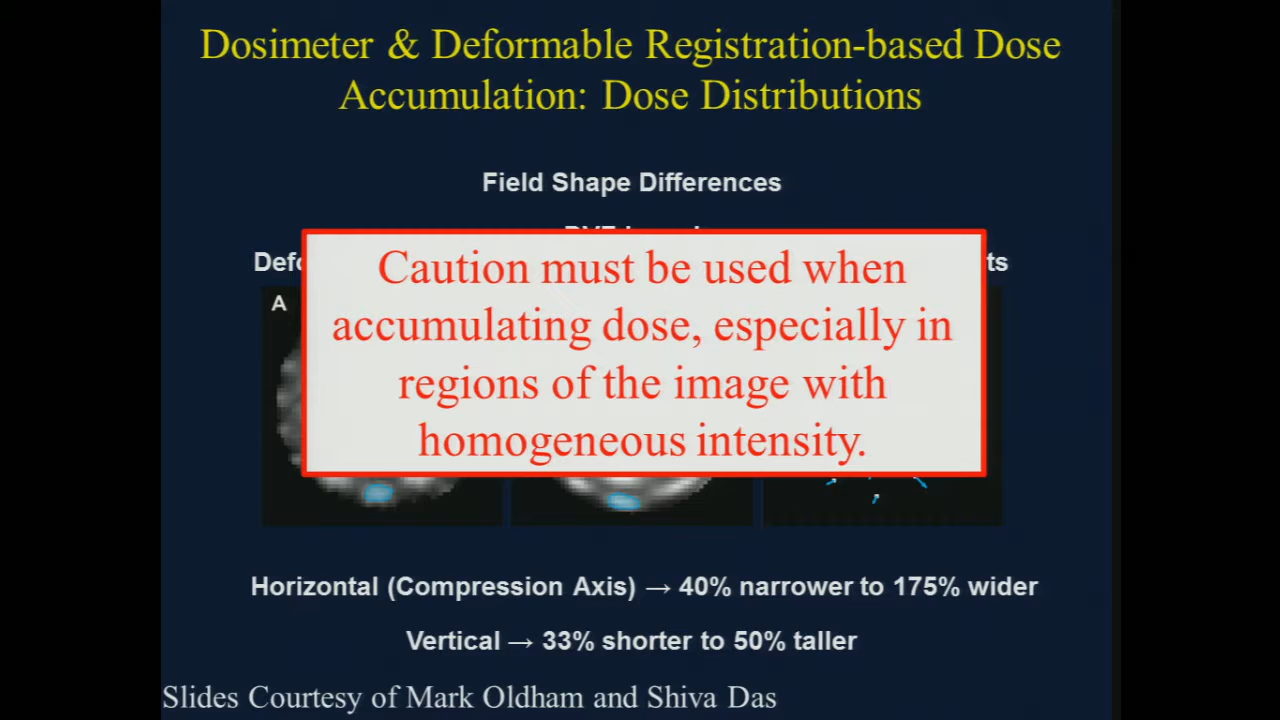 Dosimeter & Deformable Registration-based Dose
Accumulation: Dose Distributions
Field Shape Differences
Caution must be used when
accumulating dose, especially in
regions of the image with
homogeneous intensity.
A
Horizontal (Compression Axis) → 40% narrower to 175% wider
Vertical → 33% shorter to 50% taller
Slides Courtesy of Mark Oldham and Shiva Das